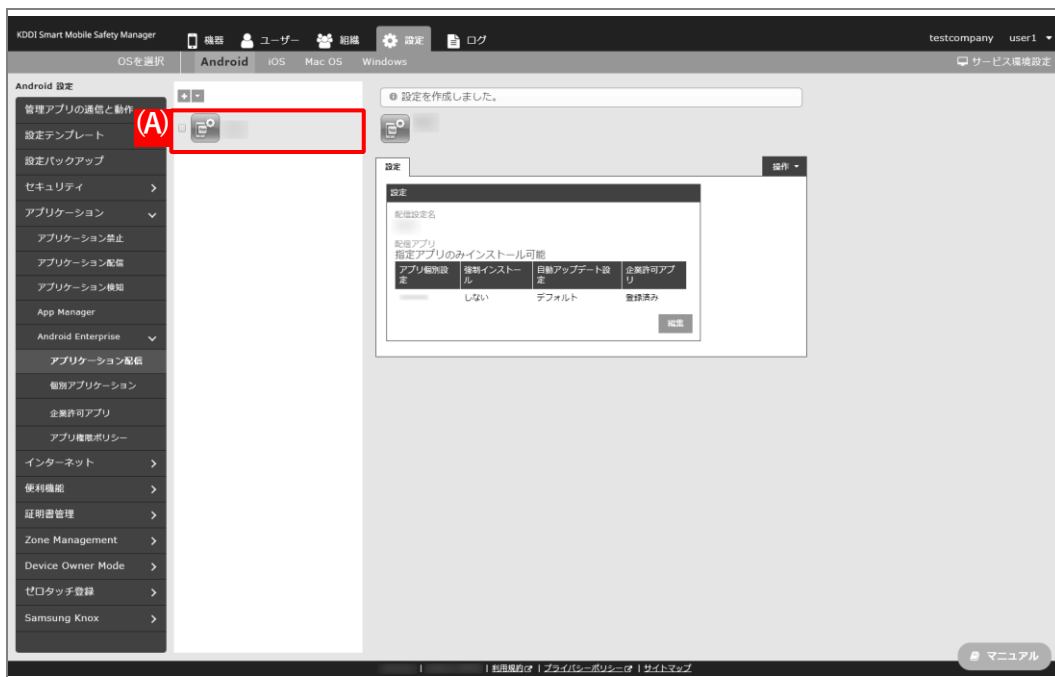 KDDI Smart Mobile Safety Manager
機器 ユーザー 組織 設定 ログ
testcompany user1
OSを選択 Android iOS Mac OS Windows
サービス環境設定
Android 設定
管理アプリの通信と動作
設定テンプレート
設定バックアップ
セキュリティ
アプリケーション
アプリケーション禁止
アプリケーション配信
アプリケーション検知
App Manager
Android Enterprise
アプリケーション配信
個別アプリケーション
企業許可アプリ
アプリ権限ポリシー
インターネット
便利機能
証明書管理
Zone Management
Device Owner Mode
ゼロタッチ登録
Samsung Knox
(A)
設定を作成しました。
設定
操作
設定
配信設定名
配信アプリ
指定アプリのみインストール可能
アプリ個別設定 強制インストール 自動アップデート設定 企業許可アプリ
しない デフォルト 登録済み
編集
マニュアル
| | 利用規約 | プライバシーポリシー | サイトマップ